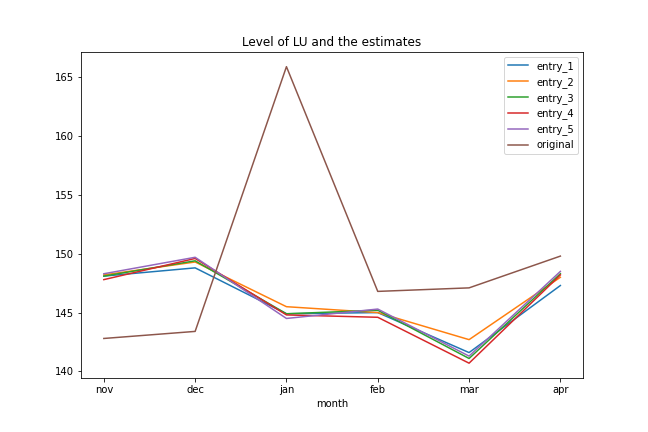 Level of LU and the estimates
entry_1
entry_2
entry_3
entry_4
entry_5
original
165
160
155
150
145
140
nov dec jan feb mar apr
month